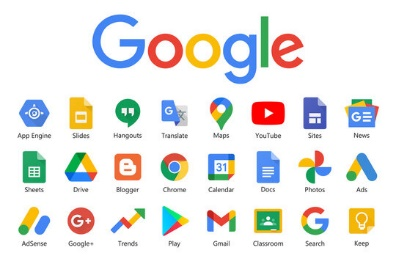 Google
App Engine Slides Hangouts Translate Maps YouTube Sites News
31
Sheets Drive Blogger Chrome Calendar Docs Photos Ads
AdSense Google+ Trends Play Gmail Classroom Search Keep